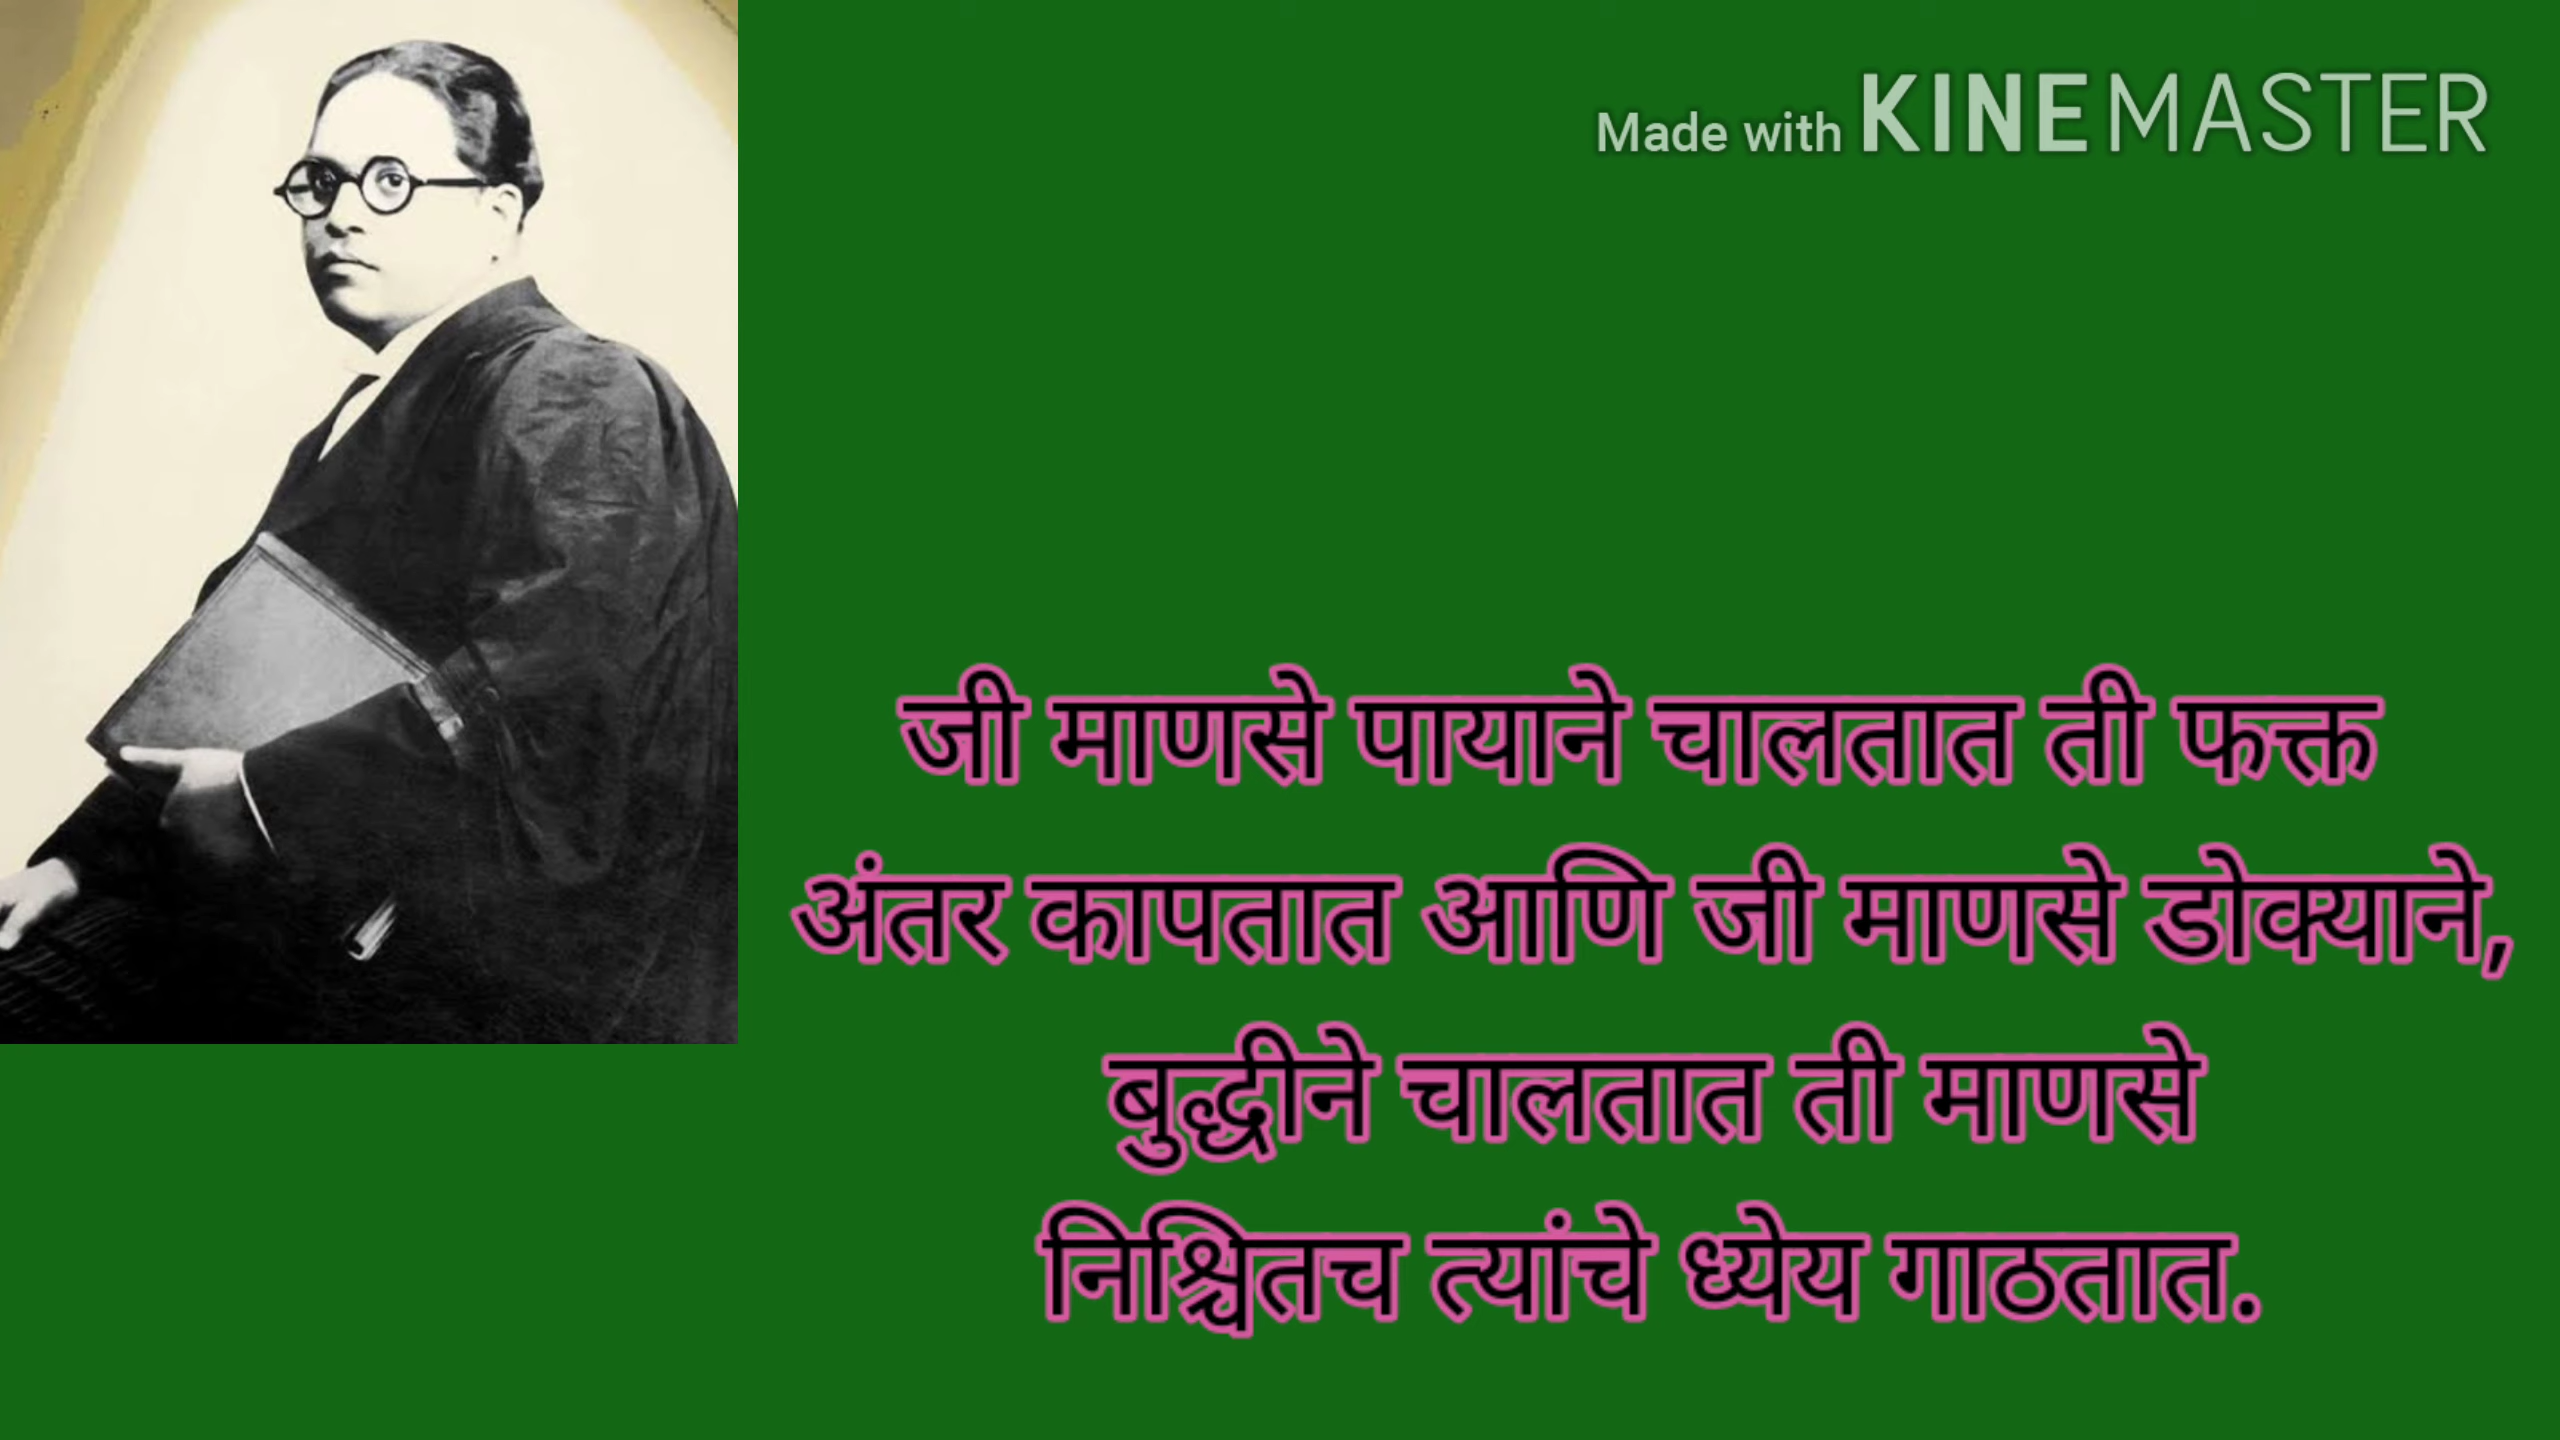 Made with KINEMASTER
जी माणसे पायाने चालतात ती फक्त
अंतर कापतात आणि जी माणसे डोक्याने,
बुद्धीने चालतात ती माणसे
निश्चितच त्यांचे ध्येय गाठतात.